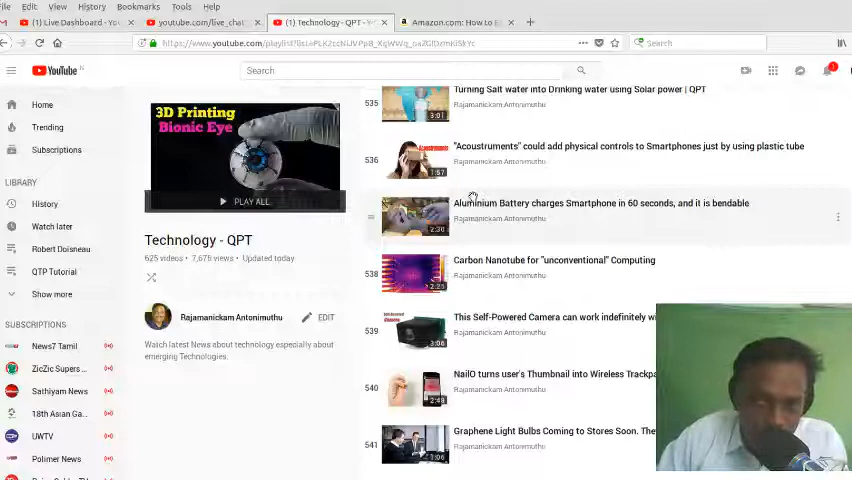 File Edit View History Bookmarks Tools Help
(1) Live Dashboard - Yo
youtube.com/live_chat
(1) Technology - QPT - Y
Amazon.com: How to E
Search
YouTube
Search
Home
Trending
Subscriptions
LIBRARY
History
Watch later
Robert Doisneau
QTP Tutorial
Show more
SUBSCRIPTIONS
News7 Tamil
ZicZic Supers ...
Sathiyam News
18th Asian Ga...
UWTV
Polimer News
3D Printing
Bionic Eye
PLAY ALL
Technology - QPT
625 videos • 7,675 views • Updated today
Rajamanickam Antonimuthu
EDIT
Watch latest News about technology especially about
emerging Technologies.
535
3:01
Turning Salt water into Drinking water using Solar power | QPT
Rajamanickam Antonimuthu
536
1:57
"Acoustruments" could add physical controls to Smartphones just by using plastic tube
Rajamanickam Antonimuthu
2:30
Aluminium Battery charges Smartphone in 60 seconds, and it is bendable
Rajamanickam Antonimuthu
538
2:25
Carbon Nanotube for "unconventional" Computing
Rajamanickam Antonimuthu
539
3:06
This Self-Powered Camera can work indefinitely wi
Rajamanickam Antonimuthu
540
2:49
NailO turns user's Thumbnail into Wireless Trackpa
Rajamanickam Antonimuthu
541
1:06
Graphene Light Bulbs Coming to Stores Soon. The
Rajamanickam Antonimuthu